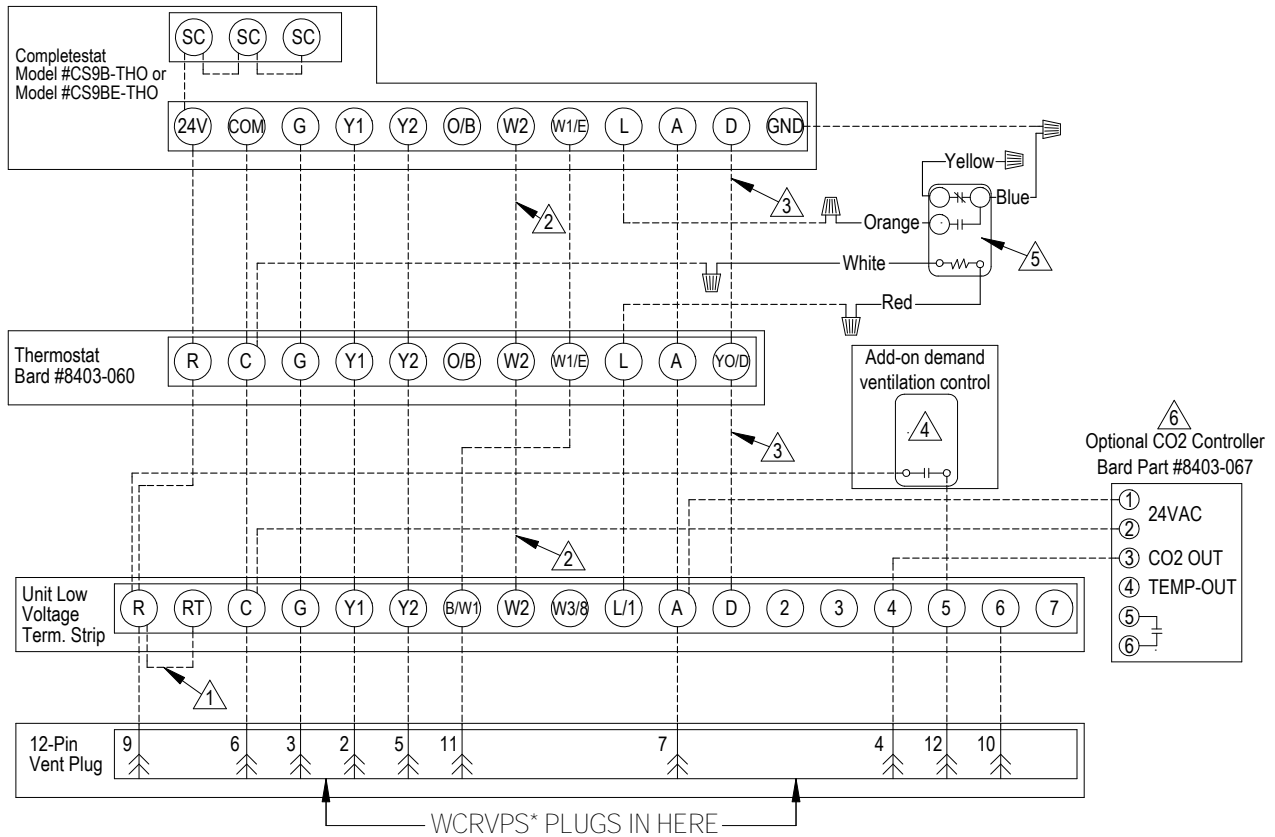 SC SC SC
Completestat
Model #CS9B-THO or
Model #CS9BE-THO
24V COM G Y1 Y2 O/B W2 W1/E L A D GND
Yellow
Blue
2
3
Orange
5
White
Red
Thermostat
Bard #8403-060
R C G Y1 Y2 O/B W2 W1/E L A YO/D
Add-on demand
ventilation control
4
3
6
Optional CO2 Controller
Bard Part #8403-067
1
24VAC
2
3 CO2 OUT
4 TEMP-OUT
5
6
2
Unit Low
Voltage
Term. Strip
R RT C G Y1 Y2 B/W1 W2 W3/8 L/1 A D 2 3 4 5 6 7
1
12-Pin
Vent Plug
9 6 3 2 5 11 7 4 12 10
WCRVPS* PLUGS IN HERE